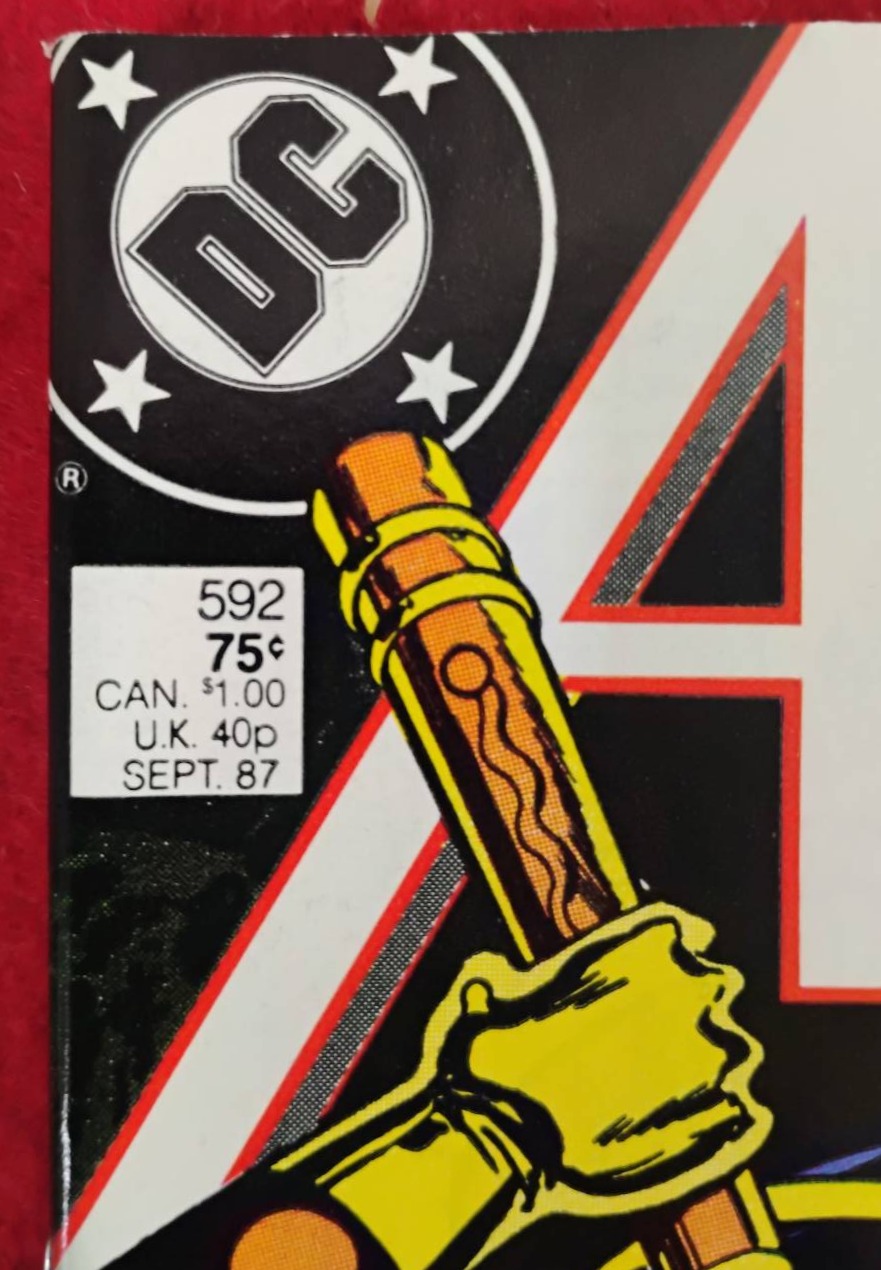 DC
A
®
592
75¢
CAN. $1.00
U.K. 40p
SEPT. 87